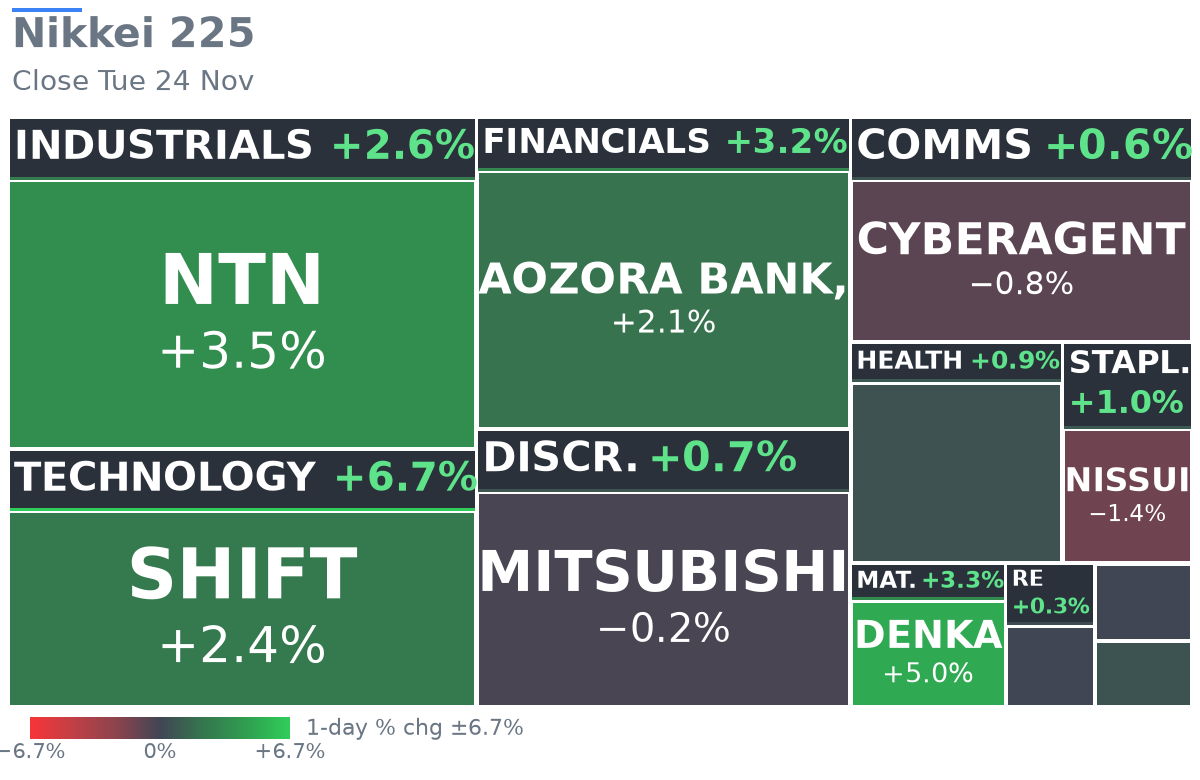 Nikkei 225
Close Tue 24 Nov
INDUSTRIALS +2.6%
NTN
+3.5%
TECHNOLOGY +6.7%
SHIFT
+2.4%
FINANCIALS +3.2%
AOZORA BANK,
+2.1%
DISCR. +0.7%
MITSUBISHI
−0.2%
COMMS +0.6%
CYBERAGENT
−0.8%
HEALTH +0.9%
STAPL.
+1.0%
NISSUI
−1.4%
MAT. +3.3%
DENKA
+5.0%
RE
+0.3%
1-day % chg ±6.7%
−6.7% 0% +6.7%